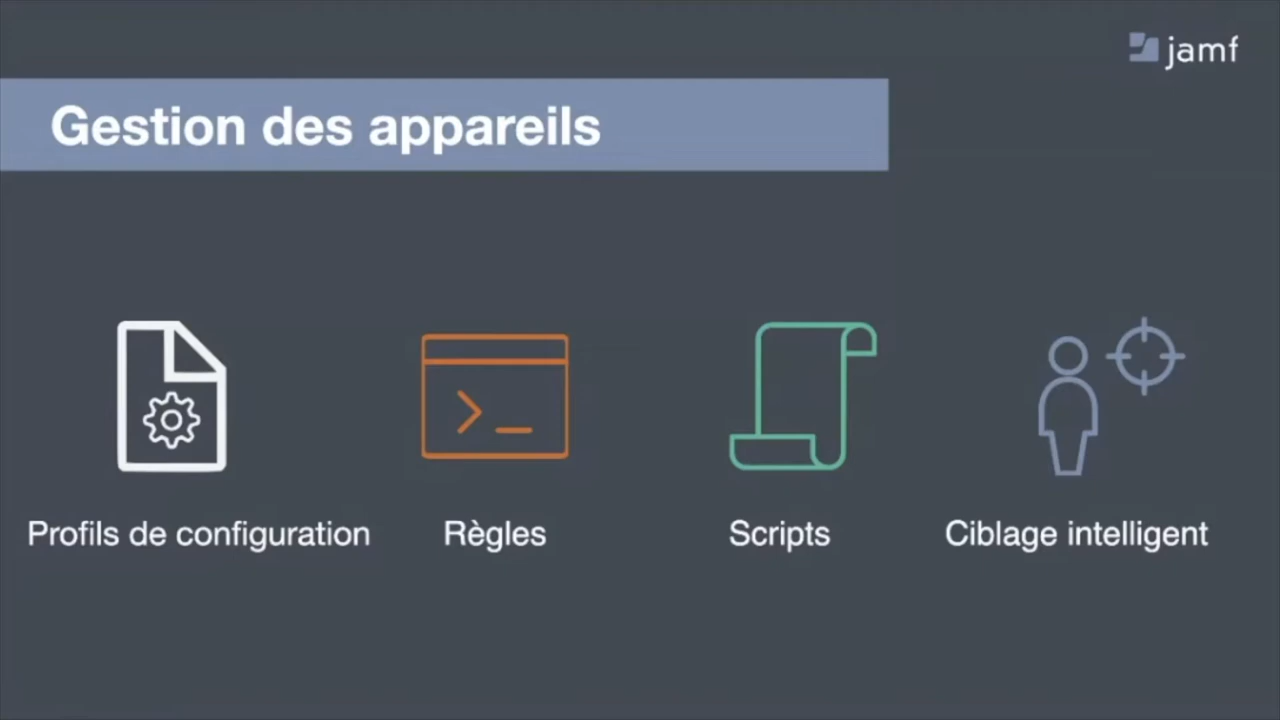 jamf
Gestion des appareils
Profils de configuration
Règles
Scripts
Ciblage intelligent